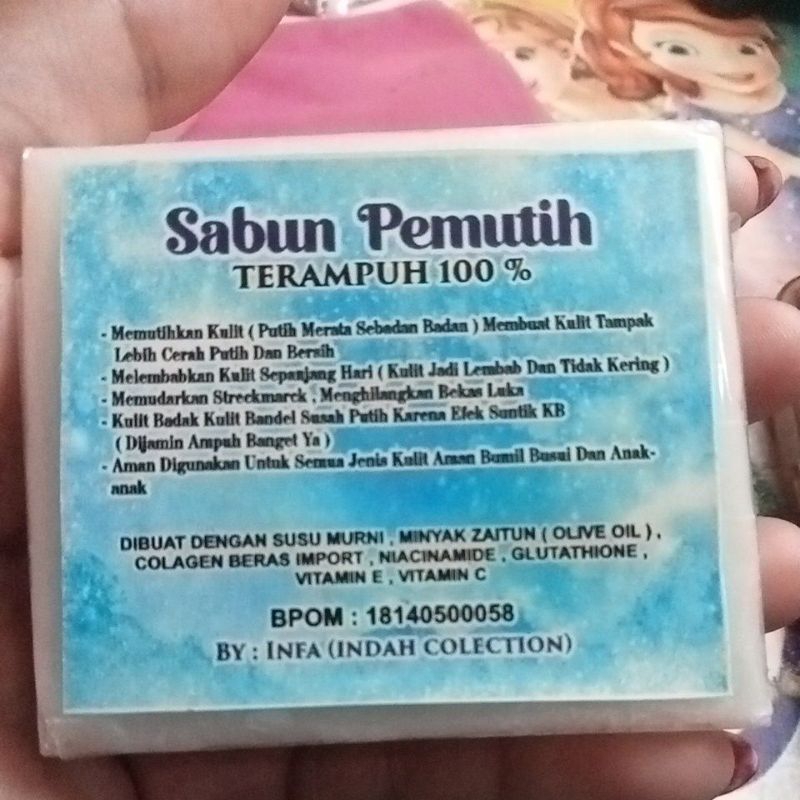 Sabun Pemutih
TERAMPUH 100 %
- Memutihkan Kulit ( Putih Merata Sebadan Badan ) Membuat Kulit Tampak
Lebih Cerah Putih Dan Bersih
- Melembabkan Kulit Sepanjang Hari ( Kulit Jadi Lembab Dan Tidak Kering )
- Memudarkan Streckmarck , Menghilangkan Bekas Luka
- Kulit Badak Kulit Bandel Susah Putih Karena Efek Suntik KB
( Dijamin Ampuh Banget Ya )
- Aman Digunakan Untuk Semua Jenis Kulit Aman Bumil Busui Dan Anak-
anak
DIBUAT DENGAN SUSU MURNI , MINYAK ZAITUN ( OLIVE OIL ) ,
COLAGEN BERAS IMPORT , NIACINAMIDE , GLUTATHIONE ,
VITAMIN E , VITAMIN C
BPOM : 18140500058
BY : INFA (INDAH COLECTION)